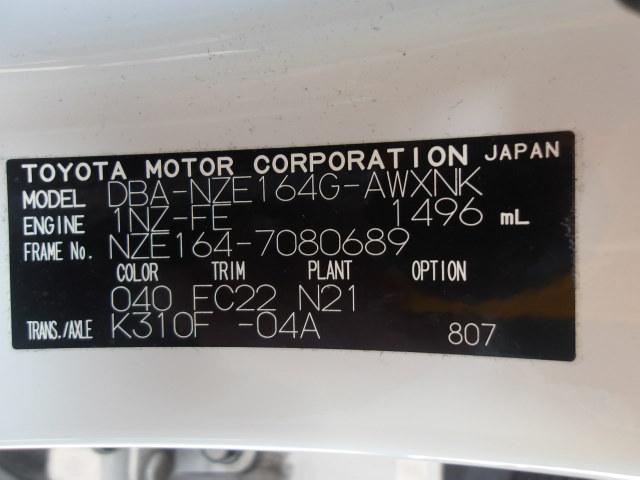 TOYOTA MOTOR CORPORATION JAPAN
MODEL DBA-NZE164G-AWXNK
ENGINE 1NZ-FE 1496 mL
FRAME No. NZE164-7080689
COLOR TRIM PLANT OPTION
040 FC22 N21
TRANS./AXLE K310F -04A 807